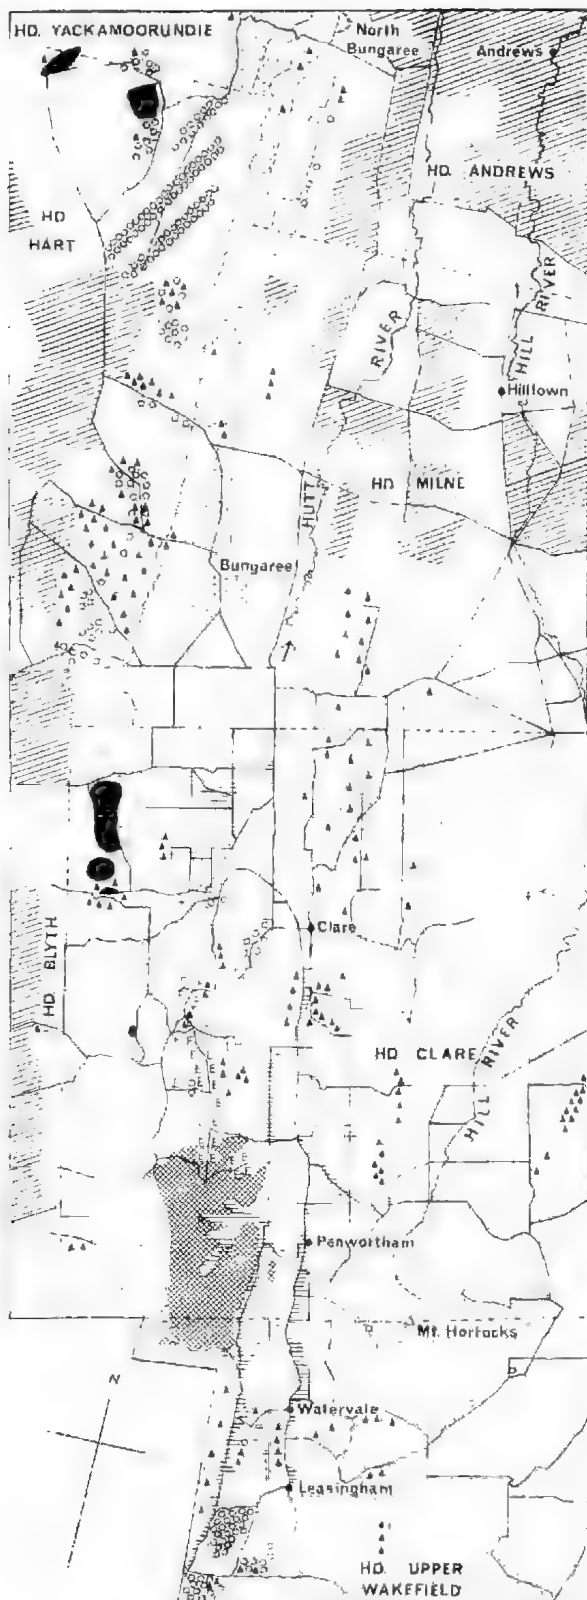 HD. YACKAMOORUNDIE
North
Bungaree
Andrews
HD. ANDREWS
HD
HART
RIVER
HILL
RIVER
Hilltown
HD MILNE
HUTT
Bungaree
Clare
HD. BLYTH
HD CLARE
HILL RIVER
E
E
E
E
E
E
E
Penwortham
Mt. Horrocks
N
Watervale
Leasingham
HD. UPPER
WAKEFIELD